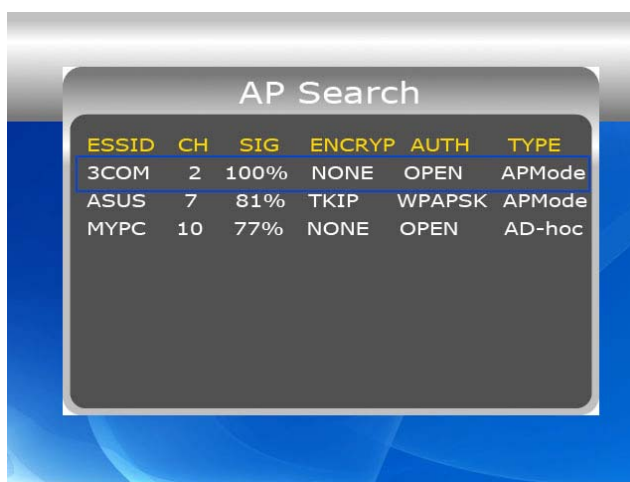 AP Search
ESSID CH SIG ENCRYP AUTH TYPE
3COM 2 100% NONE OPEN APMode
ASUS 7 81% TKIP WPAPSK APMode
MYPC 10 77% NONE OPEN AD-hoc